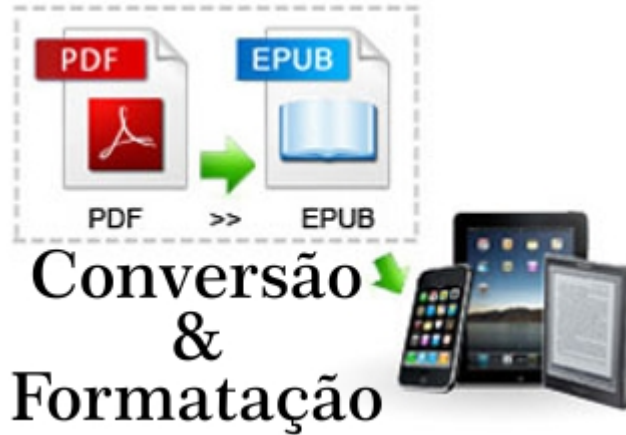 PDF EPUB
PDF >> EPUB
Conversão
&
Formatação